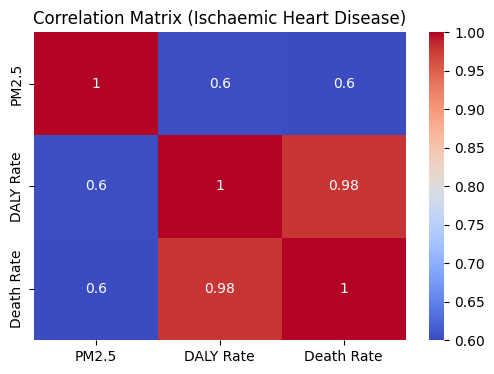 Correlation Matrix (Ischaemic Heart Disease)
PM2.5
1
0.6
0.6
DALY Rate
0.6
1
0.98
Death Rate
0.6
0.98
1
PM2.5
DALY Rate
Death Rate
1.00
0.95
0.90
0.85
0.80
0.75
0.70
0.65
0.60